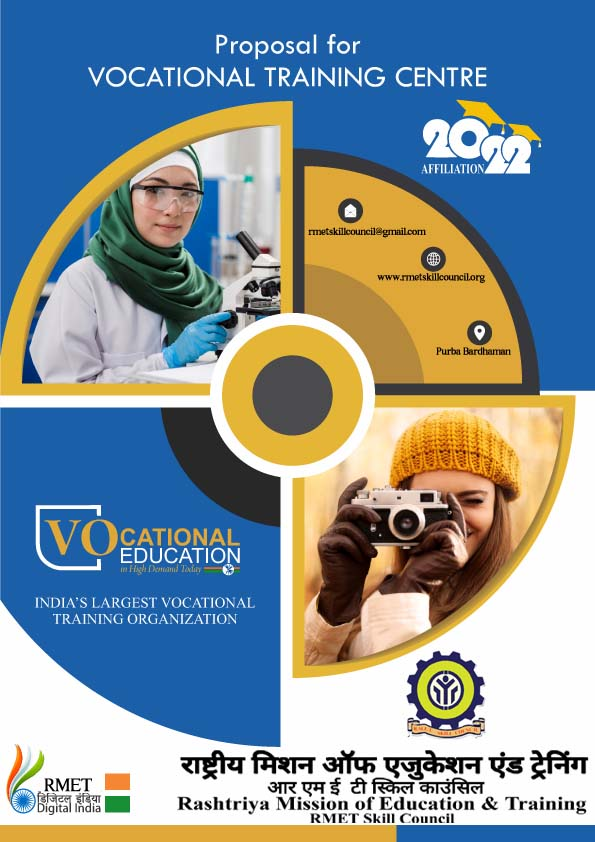 Proposal for
VOCATIONAL TRAINING CENTRE
2022
AFFILIATION
rmetskillcouncil@gmail.com
www.rmetskillcouncil.org
Purba Bardhaman
VOCATIONAL
EDUCATION
in High Demand Today
INDIA'S LARGEST VOCATIONAL
TRAINING ORGANIZATION
R.M.E.T. - SKILL COUNCIL
राष्ट्रीय मिशन ऑफ एजुकेशन एंड ट्रेनिंग
आर एम ई टी स्किल काउंसिल
Rashtriya Mission of Education & Training
RMET Skill Council
RMET
डिजिटल इंडिया
Digital India